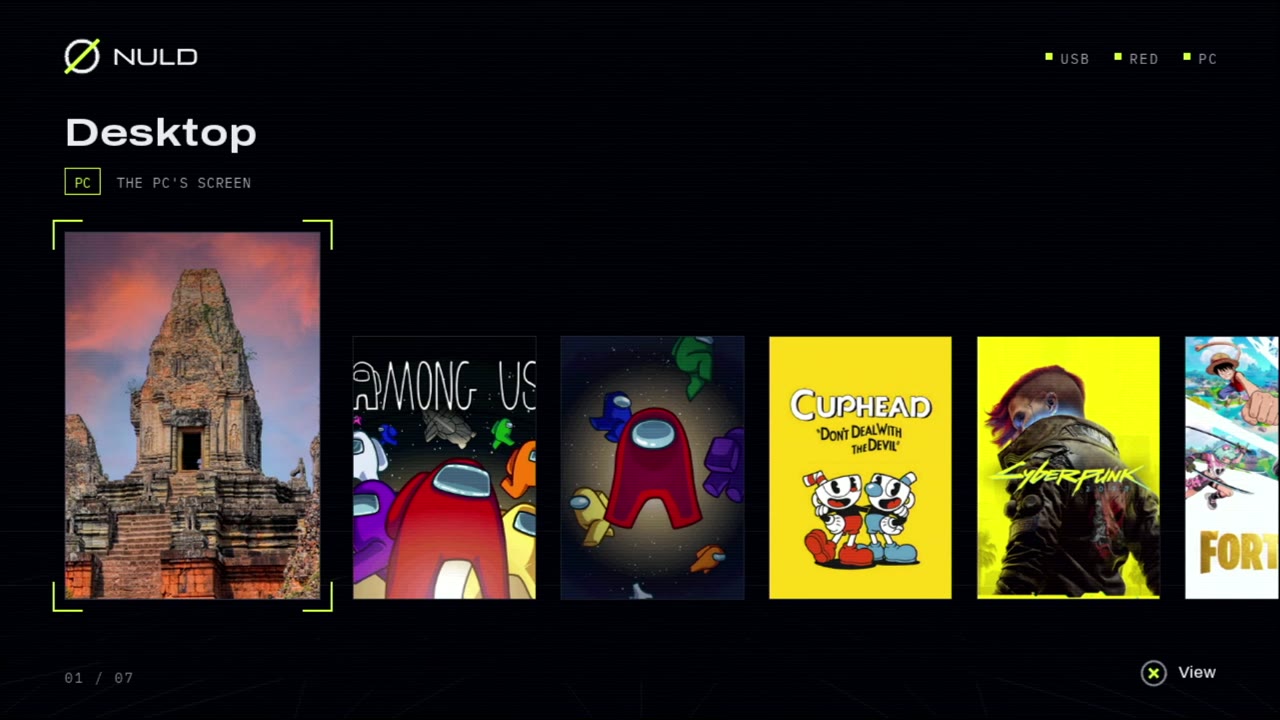 NULD
USB RED PC
Desktop
PC THE PC'S SCREEN
AMONG US
CUPHEAD
"DON'T DEAL WITH
THE DEVIL"
CYBERPUNK
FORT
01 / 07
View